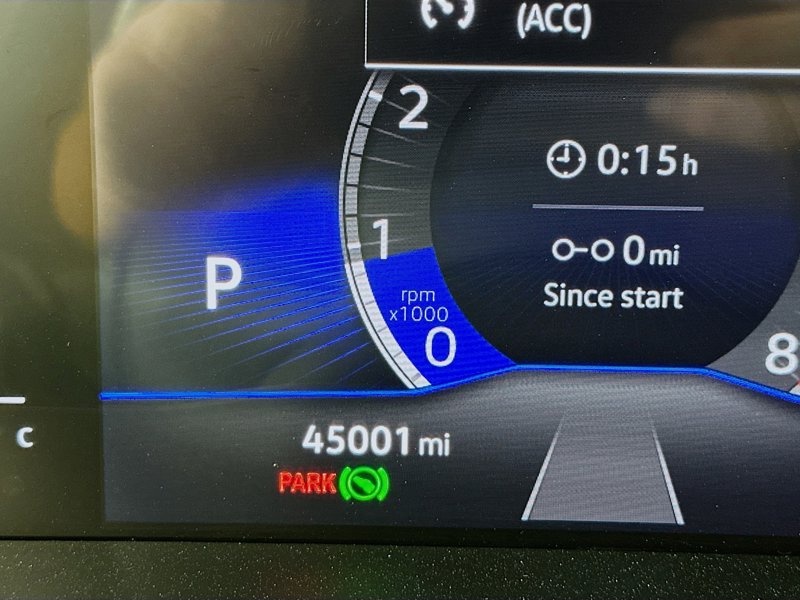 (ACC)
2
0:15h
1
P
0mi
rpm
x1000
Since start
0
8
c
45001 mi
PARK